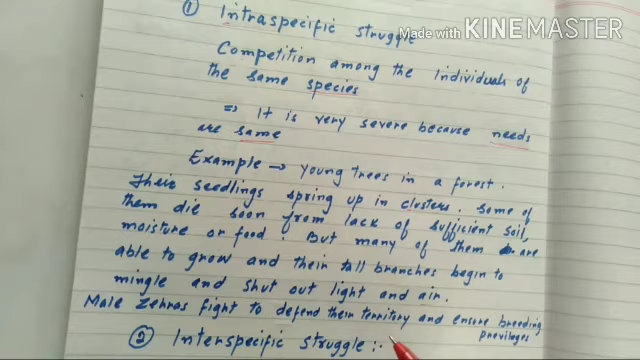 ① Intraspecific struggle
Made with KINEMASTER
Competition among the individuals of
the same species
⇒ It is very severe because needs
are same
Example → Young trees in a forest.
Their seedlings spring up in clusters. Some of
them die soon from lack of sufficient soil,
moisture or food. But many of them are
able to grow and their tall branches begin to
mingle and shut out light and air.
Male Zebras fight to defend their territory and ensure breeding
previleges
② Interspecific struggle :.